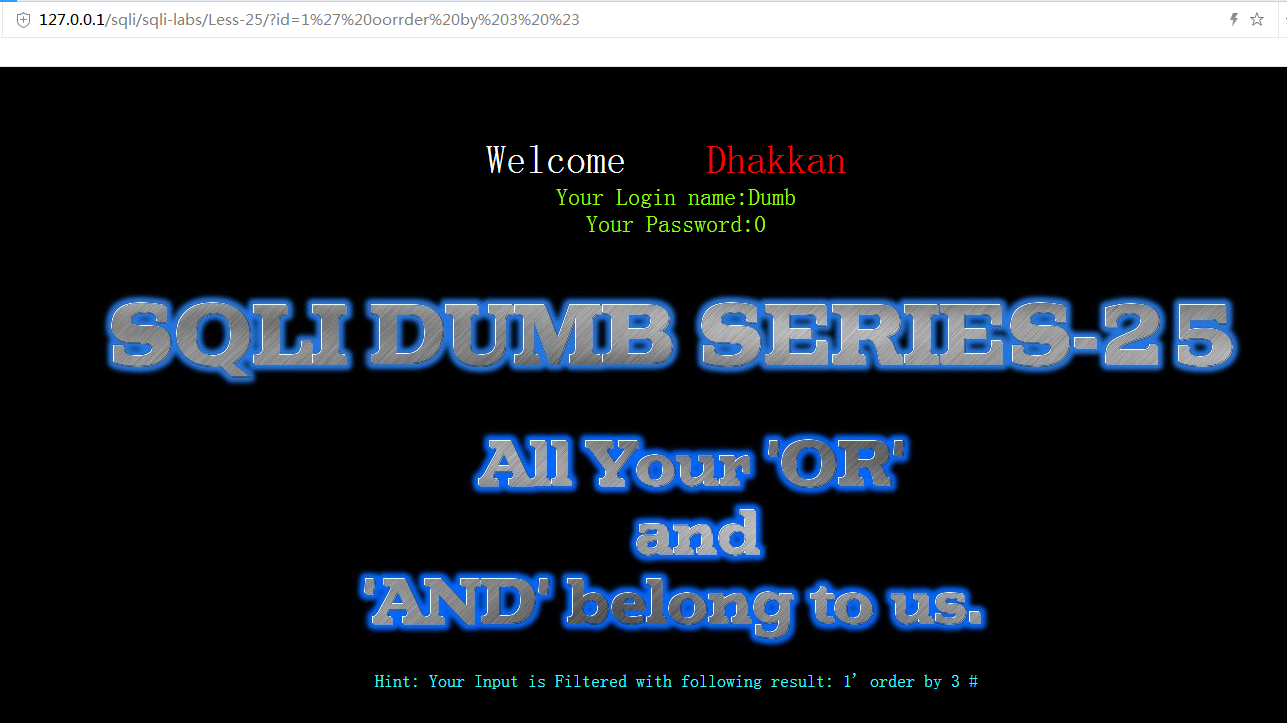 127.0.0.1/sqli/sqli-labs/Less-25/?id=1%27%20oorrder%20by%203%20%23
Welcome Dhakkan
Your Login name:Dumb
Your Password:0
SQLI DUMB SERIES-25
All Your 'OR'
and
'AND' belong to us.
Hint: Your Input is Filtered with following result: 1' order by 3 #